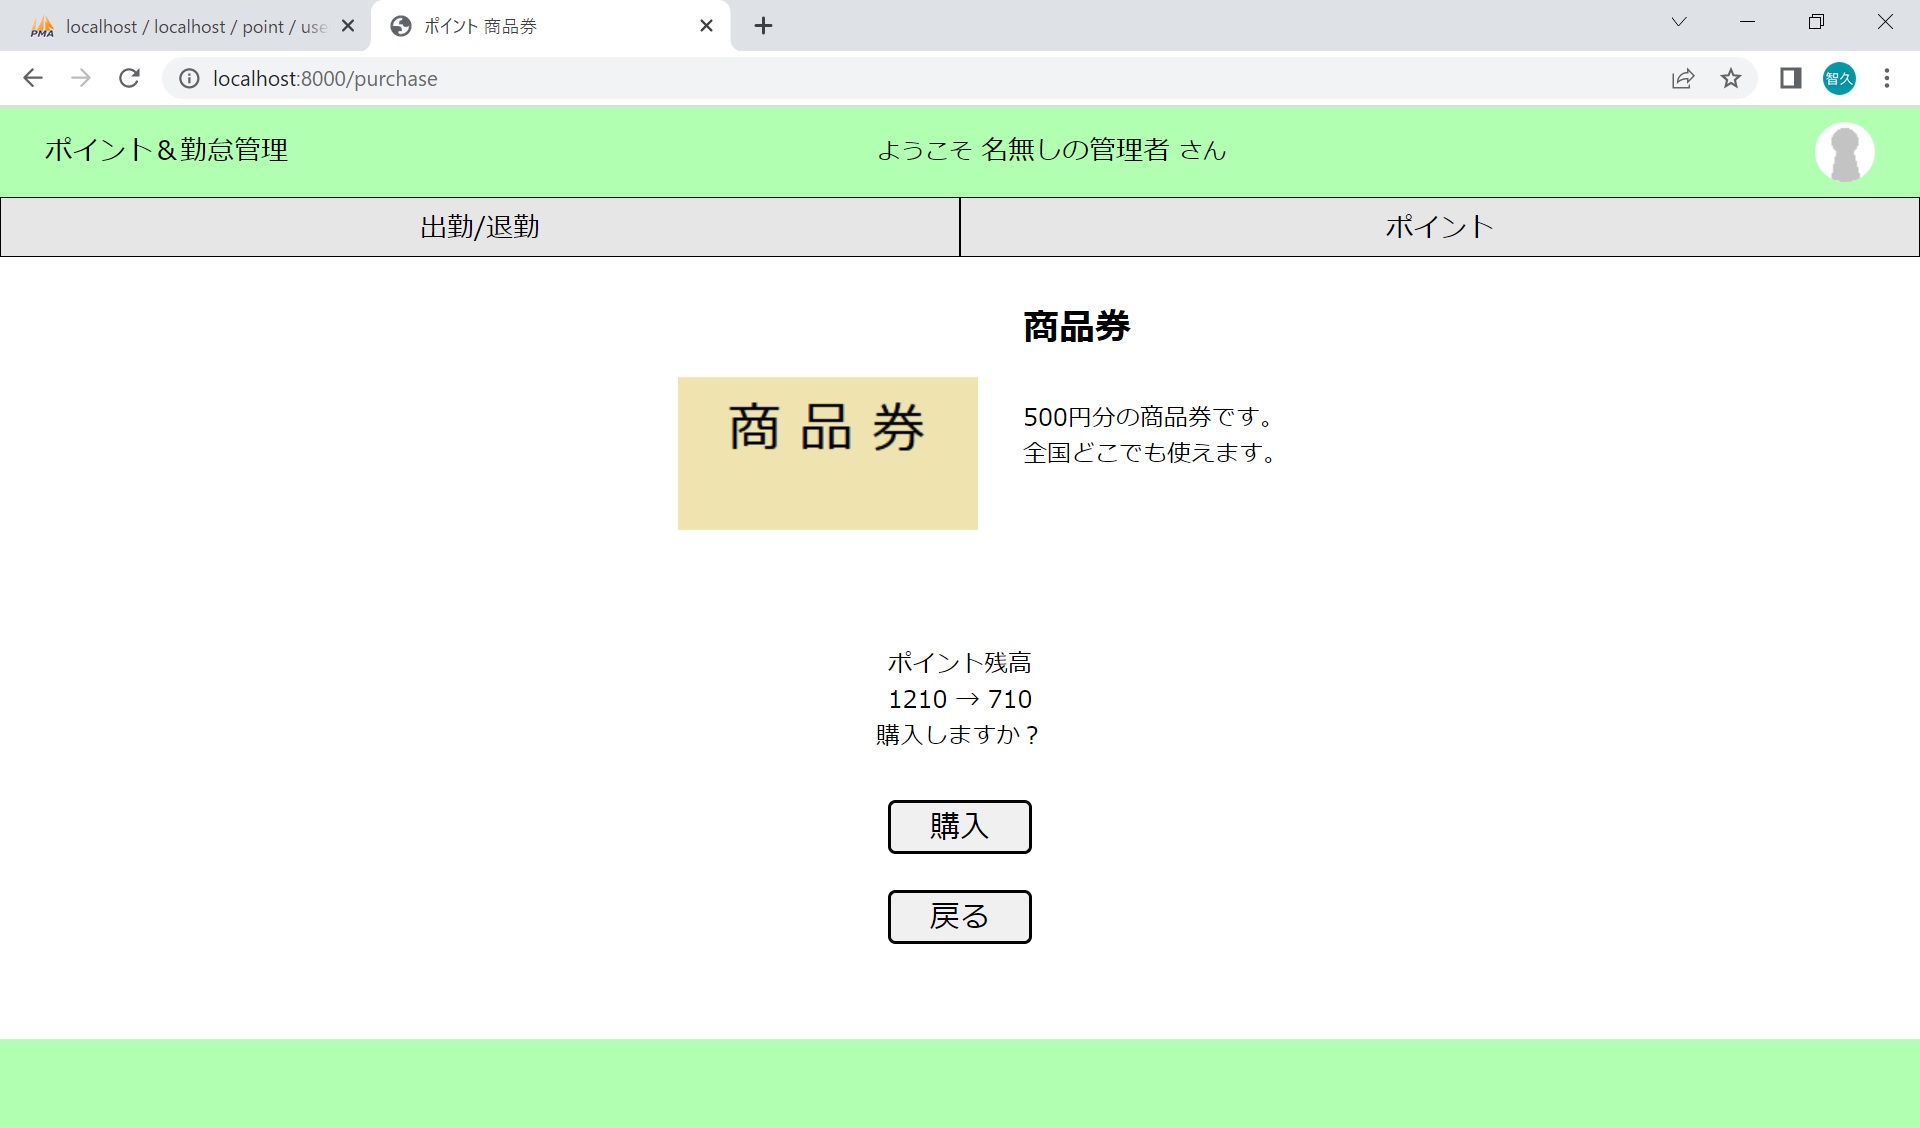 localhost / localhost / point / use
ポイント 商品券
localhost:8000/purchase
智久
ポイント＆勤怠管理
ようこそ 名無しの管理者 さん
出勤/退勤
ポイント
商品券
商品券
500円分の商品券です。
全国どこでも使えます。
ポイント残高
1210 → 710
購入しますか？
購入
戻る
PMA